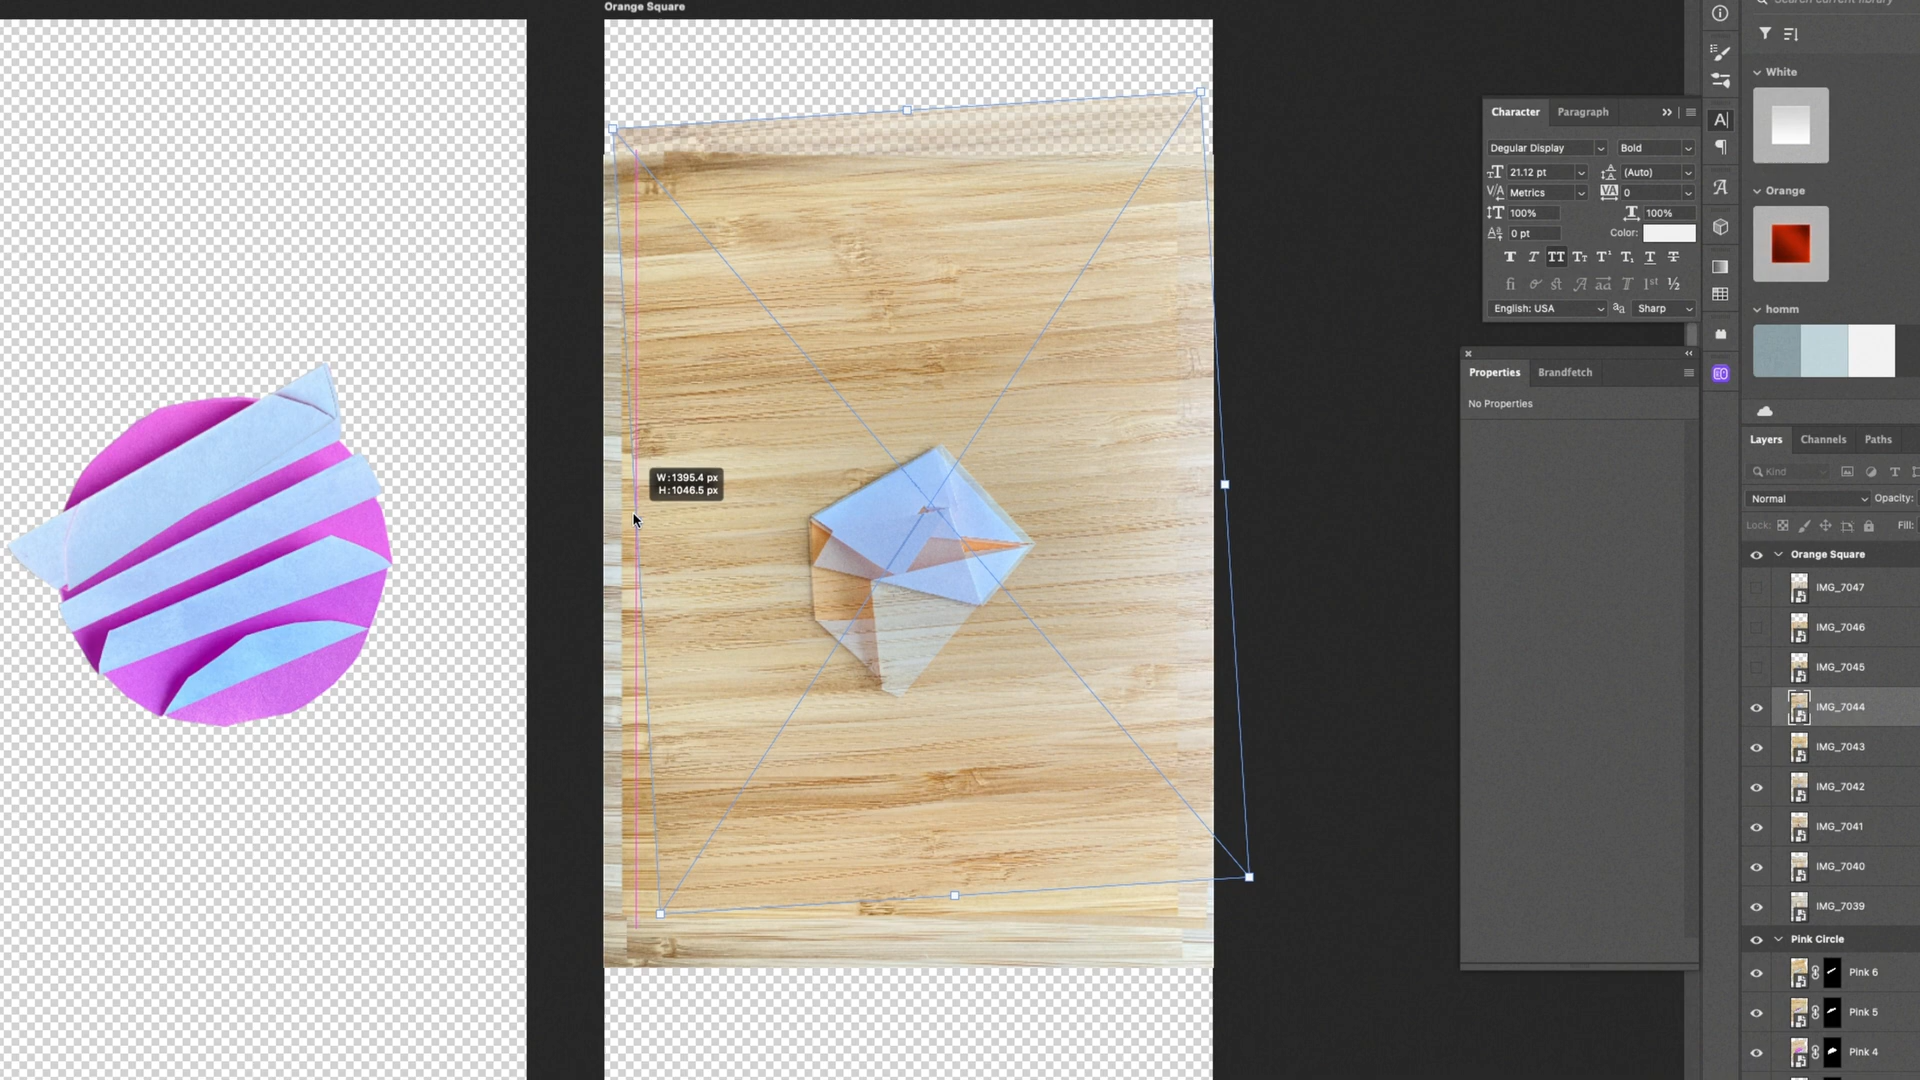 Orange Square
W: 1395.4 px
H: 1046.5 px
Character
Paragraph
Degular Display
Bold
21.12 pt
(Auto)
Metrics
0
100%
100%
0 pt
Color:
English: USA
Sharp
Properties
Brandfetch
No Properties
Search current library
White
Orange
homm
Layers
Channels
Paths
Kind
Normal
Opacity:
Lock:
Fill:
Orange Square
IMG_7047
IMG_7046
IMG_7045
IMG_7044
IMG_7043
IMG_7042
IMG_7041
IMG_7040
IMG_7039
Pink Circle
Pink 6
Pink 5
Pink 4